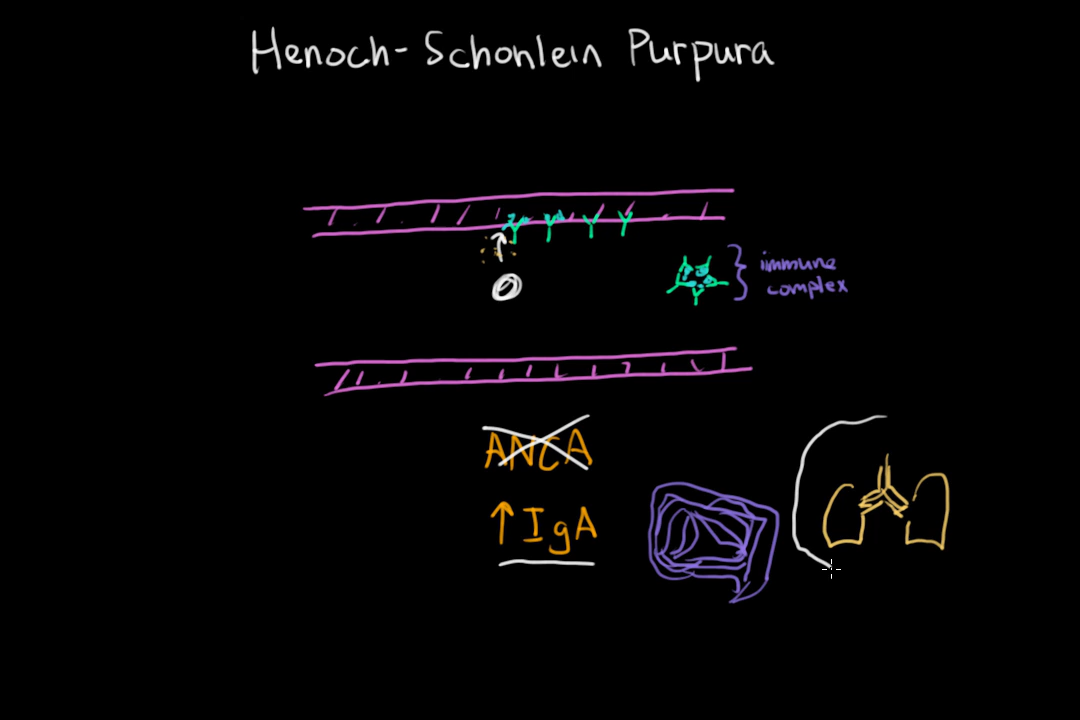 Henoch-Schonlein Purpura
immune
complex
ANCA
↑IgA